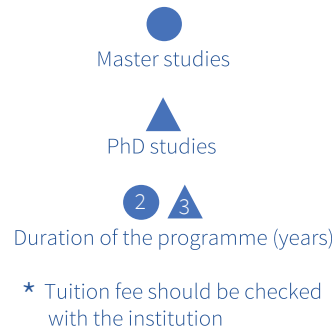 Master studies
PhD studies
2 3
Duration of the programme (years)
* Tuition fee should be checked
with the institution